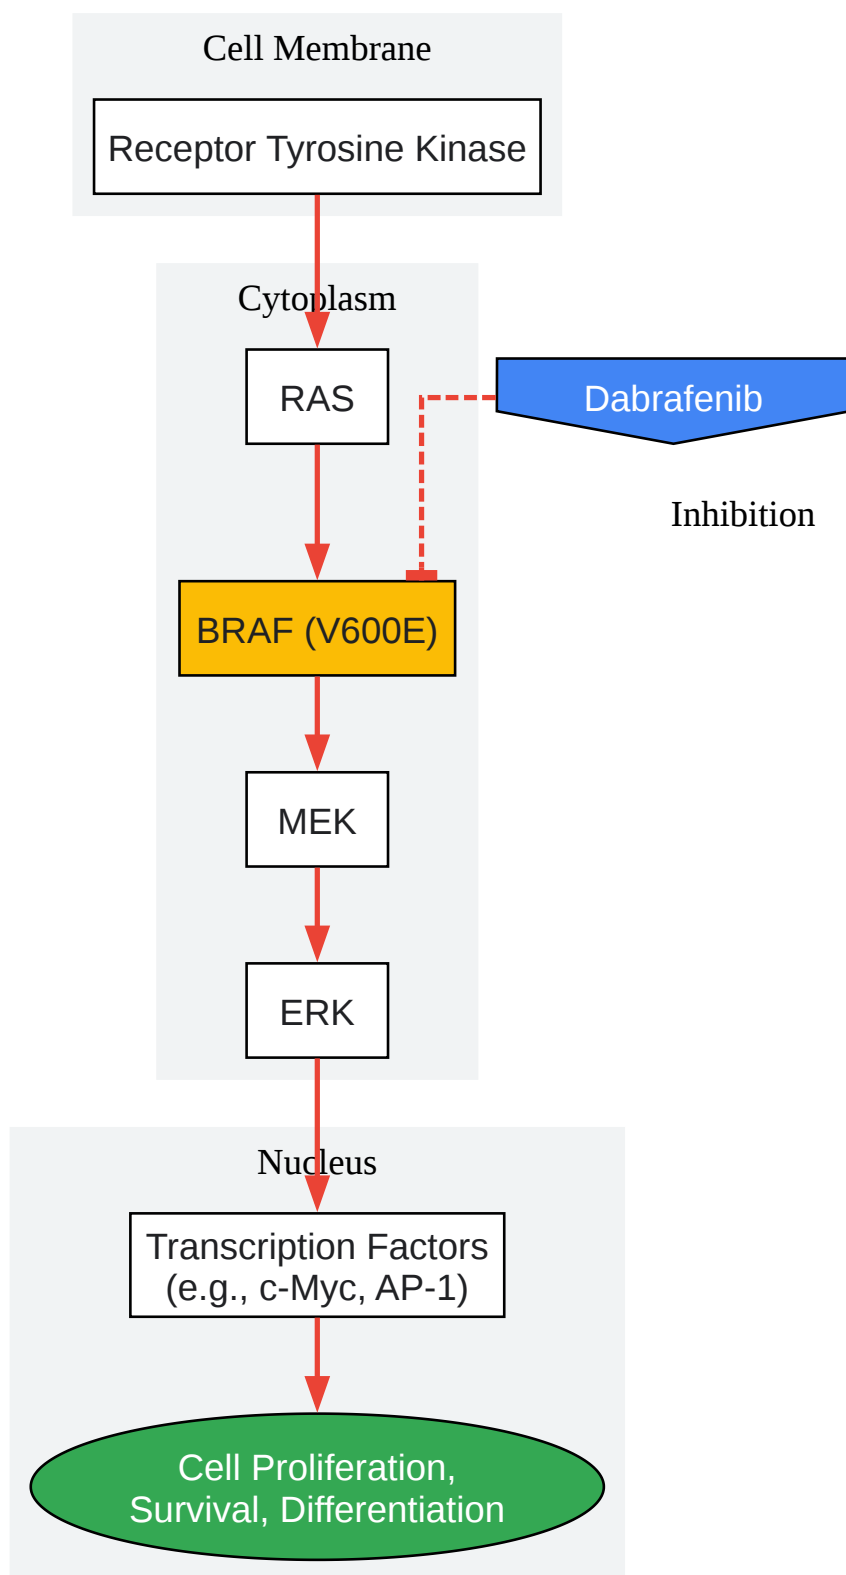 Cell Membrane
Receptor Tyrosine Kinase
Cytoplasm
RAS
Dabrafenib
Inhibition
BRAF (V600E)
MEK
ERK
Nucleus
Transcription Factors
(e.g., c-Myc, AP-1)
Cell Proliferation,
Survival, Differentiation